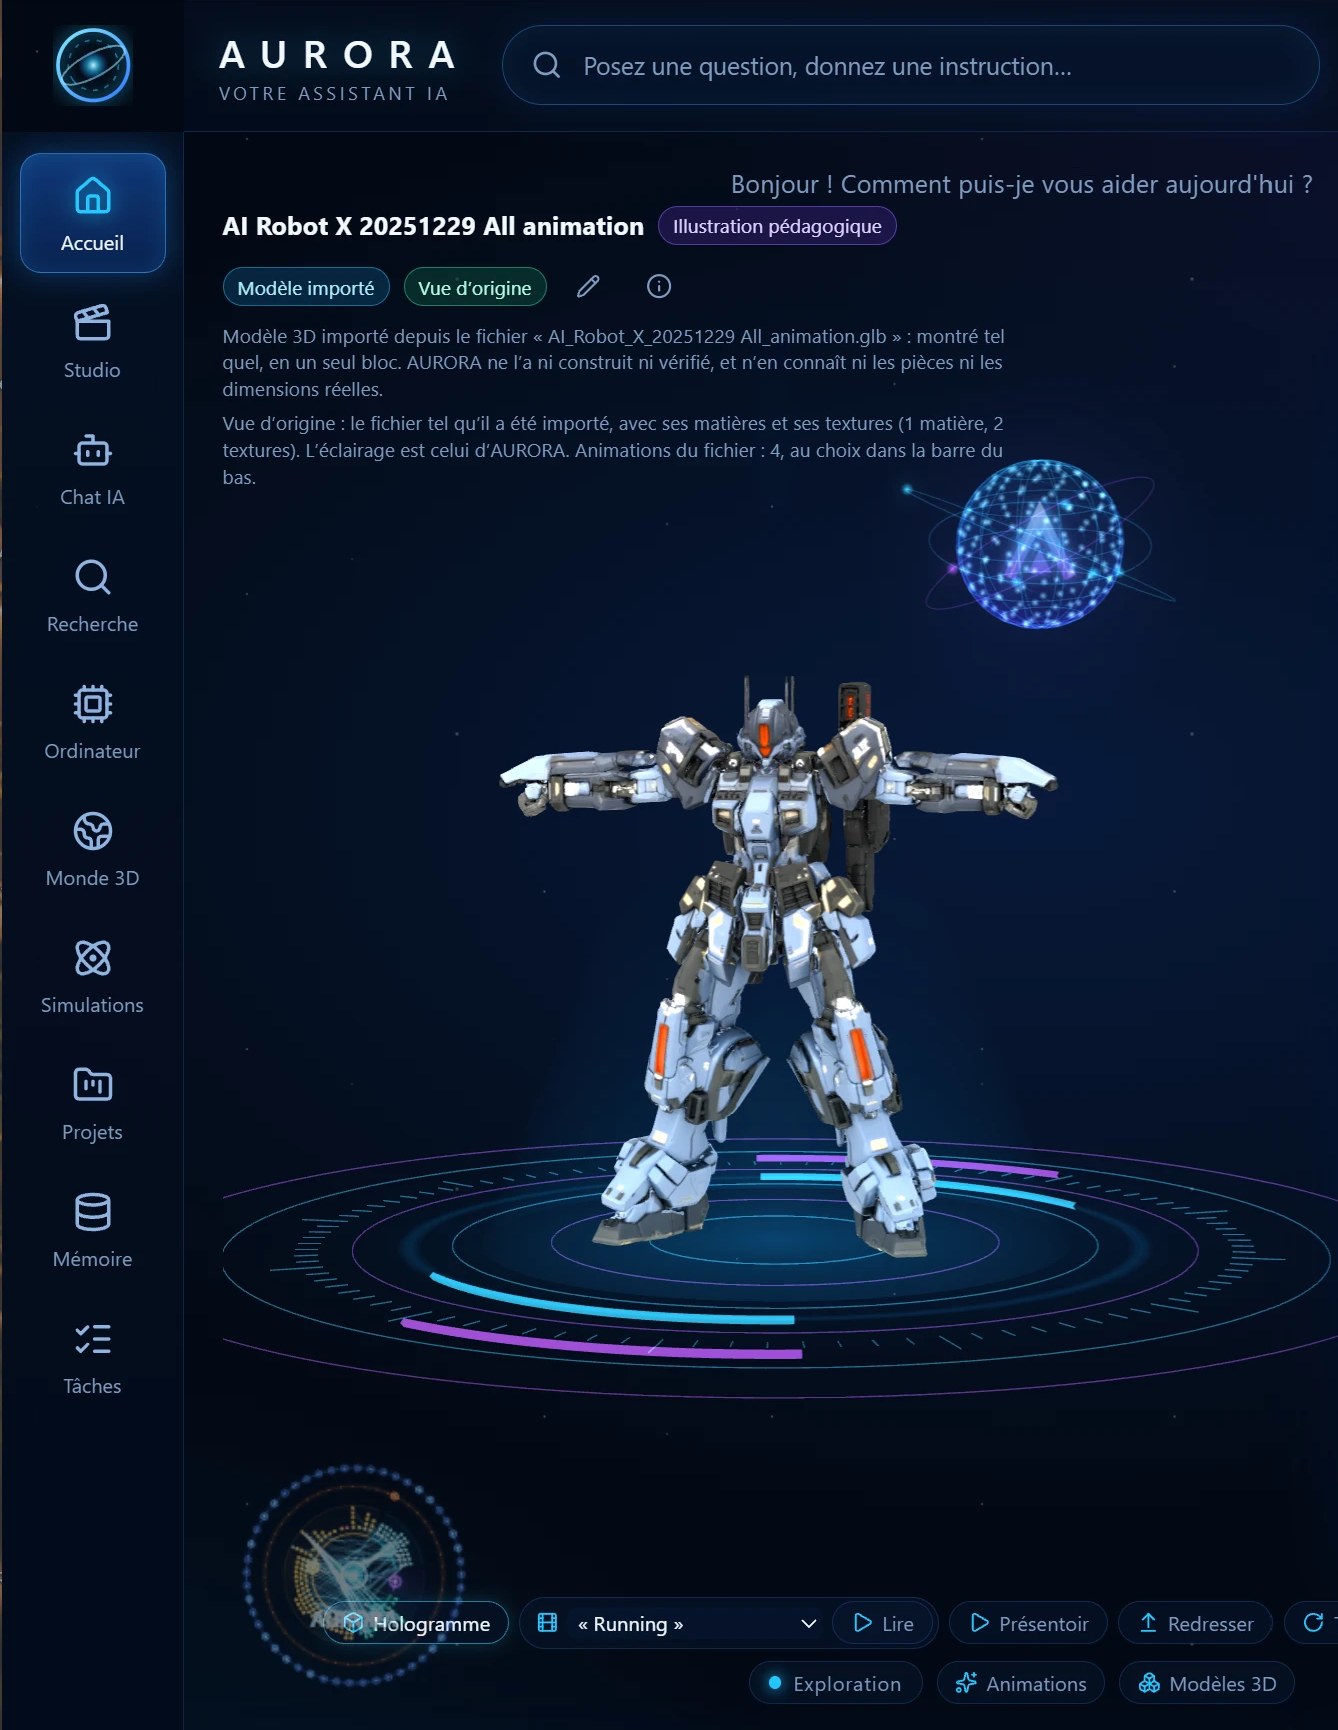 AURORA
VOTRE ASSISTANT IA
Posez une question, donnez une instruction...
Accueil
Studio
Chat IA
Recherche
Ordinateur
Monde 3D
Simulations
Projets
Mémoire
Tâches
Bonjour ! Comment puis-je vous aider aujourd'hui ?
AI Robot X 20251229 All animation
Illustration pédagogique
Modèle importé
Vue d’origine
Modèle 3D importé depuis le fichier « AI_Robot_X_20251229 All_animation.glb » : montré tel
quel, en un seul bloc. AURORA ne l’a ni construit ni vérifié, et n’en connaît ni les pièces ni les
dimensions réelles.
Vue d’origine : le fichier tel qu’il a été importé, avec ses matières et ses textures (1 matière, 2
textures). L’éclairage est celui d’AURORA. Animations du fichier : 4, au choix dans la barre du
bas.
A
Hologramme
« Running »
Lire
Présentoir
Redresser
Exploration
Animations
Modèles 3D